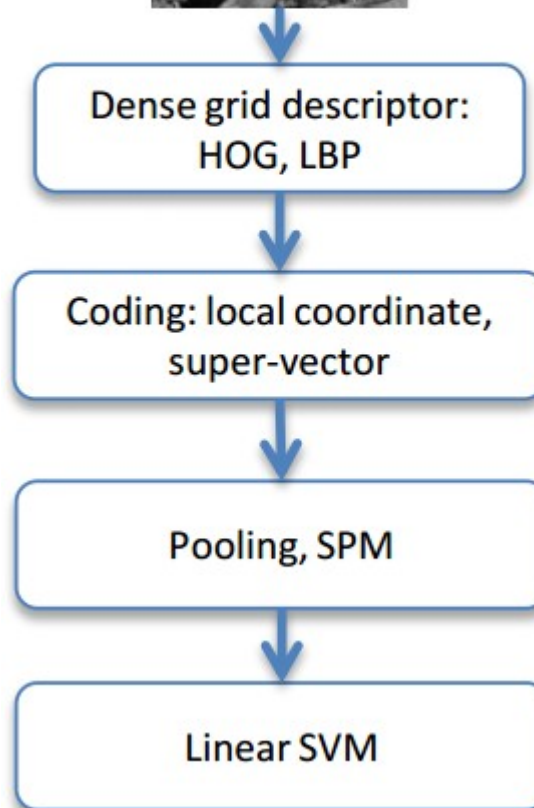 Dense grid descriptor:
HOG, LBP
Coding: local coordinate,
super-vector
Pooling, SPM
Linear SVM